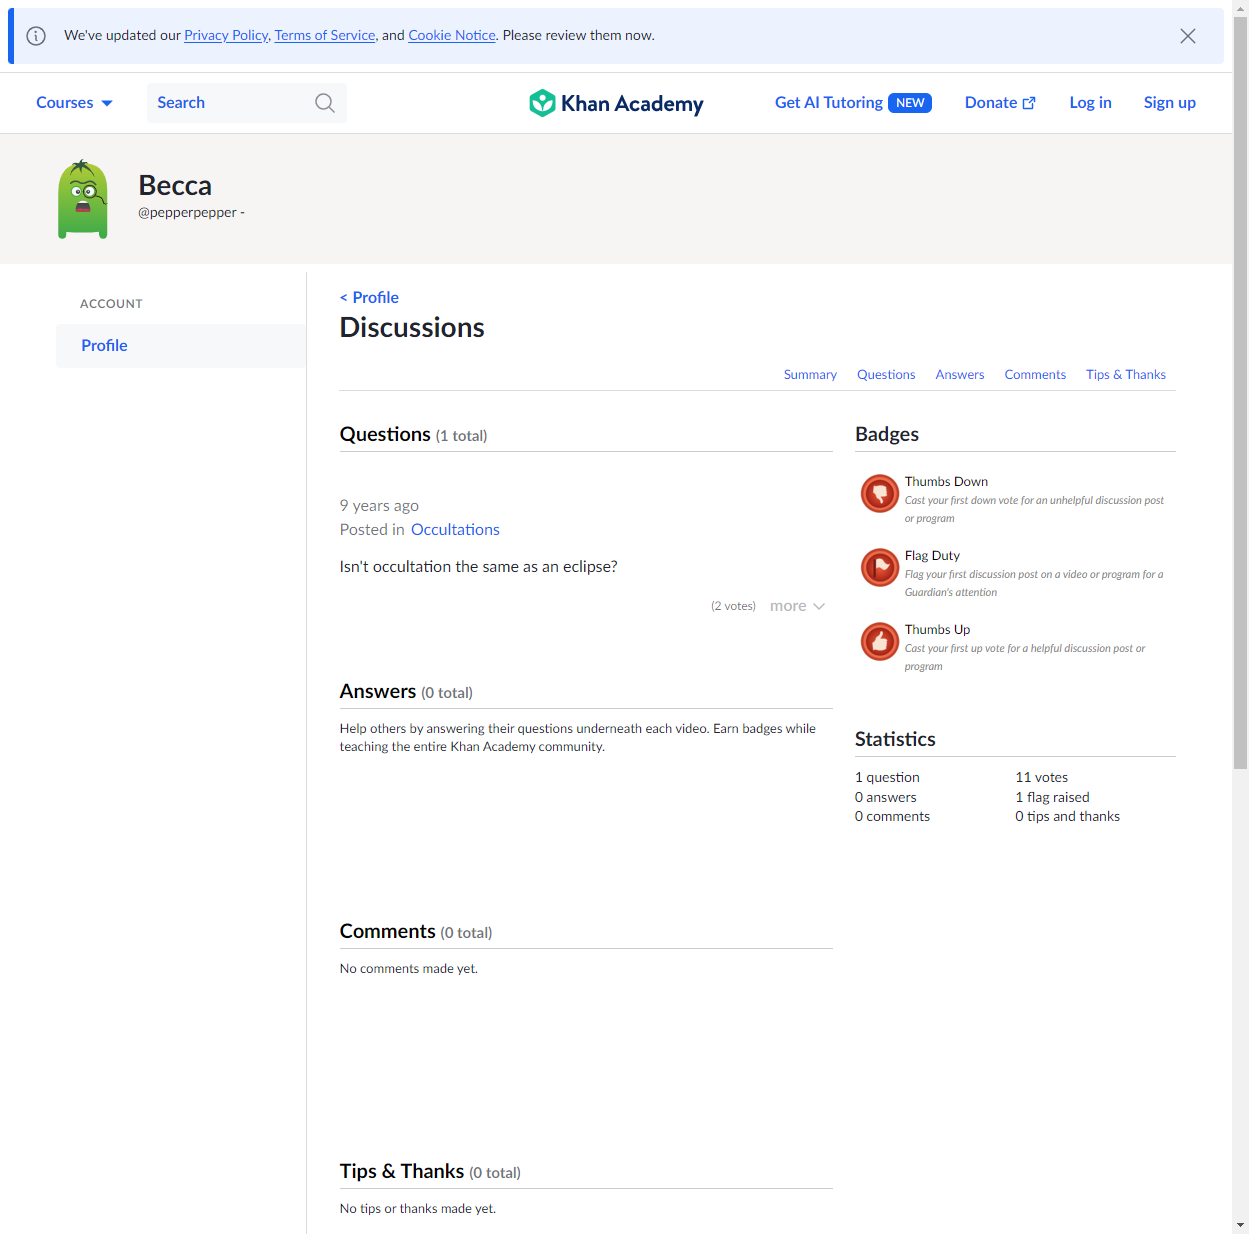 We've updated our Privacy Policy, Terms of Service, and Cookie Notice. Please review them now.
Courses
Search
Khan Academy
Get AI Tutoring NEW
Donate
Log in
Sign up
Becca
@pepperpepper -
ACCOUNT
Profile
< Profile
Discussions
Summary
Questions
Answers
Comments
Tips & Thanks
Questions (1 total)
9 years ago
Posted in Occultations
Isn't occultation the same as an eclipse?
(2 votes)
more
Answers (0 total)
Help others by answering their questions underneath each video. Earn badges while
teaching the entire Khan Academy community.
Comments (0 total)
No comments made yet.
Tips & Thanks (0 total)
No tips or thanks made yet.
Badges
Thumbs Down
Cast your first down vote for an unhelpful discussion post
or program
Flag Duty
Flag your first discussion post on a video or program for a
Guardian's attention
Thumbs Up
Cast your first up vote for a helpful discussion post or
program
Statistics
1 question
0 answers
0 comments
11 votes
1 flag raised
0 tips and thanks